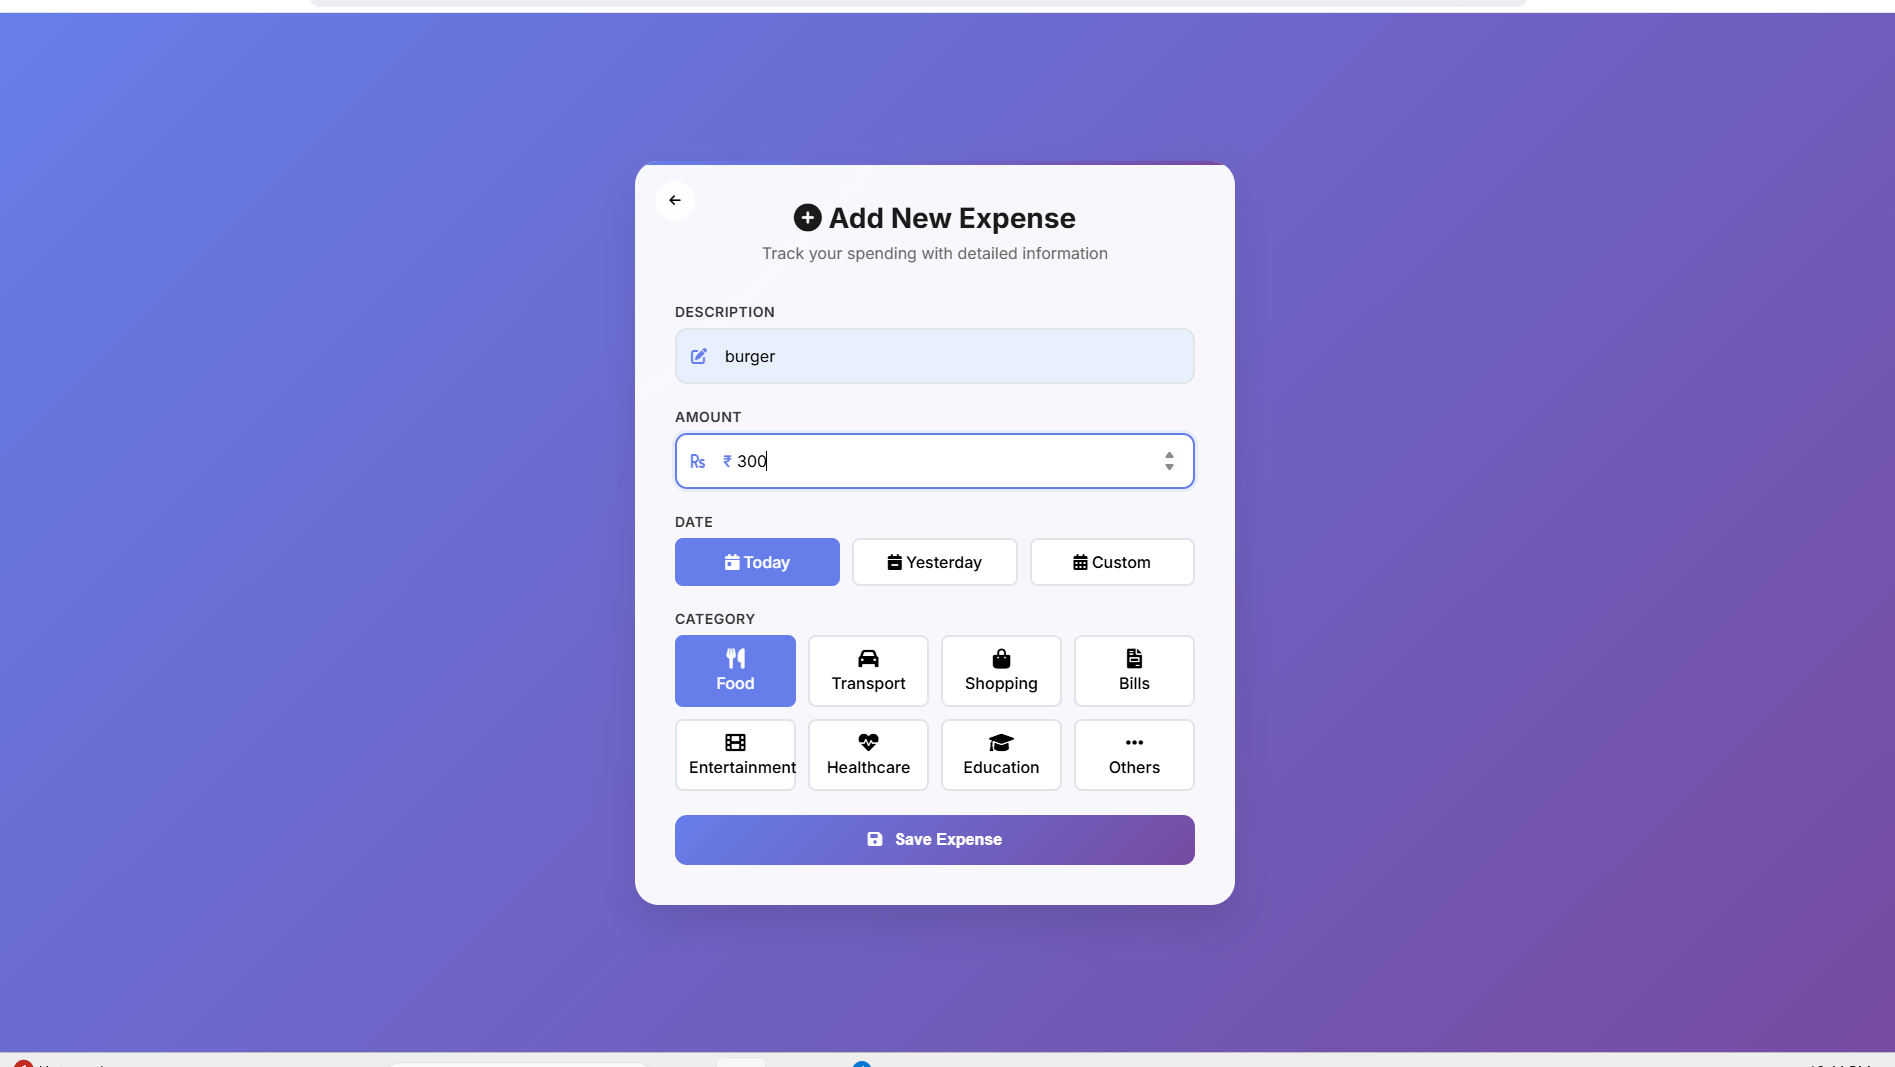 Add New Expense
Track your spending with detailed information
DESCRIPTION
burger
AMOUNT
Rs ₹ 300
DATE
Today Yesterday Custom
CATEGORY
Food Transport Shopping Bills
Entertainment Healthcare Education Others
Save Expense